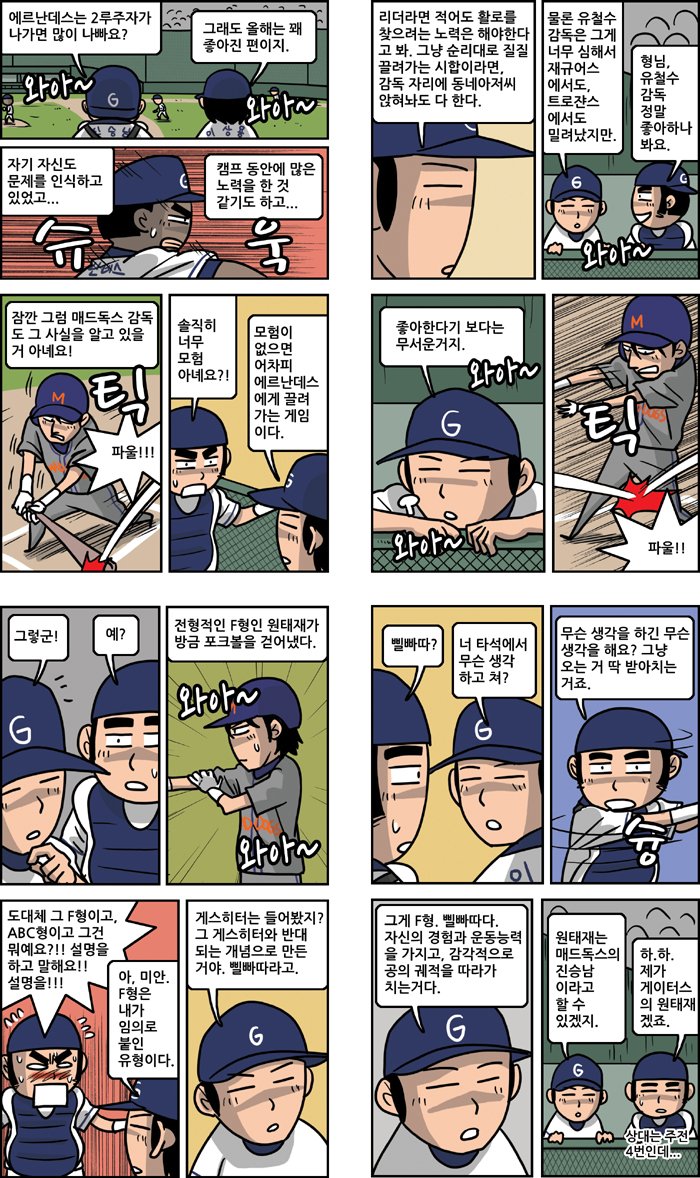 에르난데스는 2루주자가
나가면 많이 나빠요?
그래도 올해는 꽤
좋아진 편이지.
와아~
와아~
G
자기 자신도
문제를 인식하고
있었고...
캠프 동안에 많은
노력을 한 것
같기도 하고...
슈
욱
잠깐 그럼 매드독스 감독
도 그 사실을 알고 있을
거 아녜요!
M
틱
파울!!!
솔직히
너무
모험
아녜요?!
모험이
없으면
어차피
에르난데스
에게 끌려
가는 게임
이다.
G
리더라면 적어도 활로를
찾으려는 노력은 해야한다
고 봐. 그냥 순리대로 질질
끌려가는 시합이라면,
감독 자리에 동네아저씨
앉혀놔도 다 한다.
물론 유철수
감독은 그게
너무 심해서
재규어스
에서도,
트로쟌스
에서도
밀려났지만.
형님,
유철수
감독
정말
좋아하나
봐요.
G
와아~
좋아한다기 보다는
무서운거지.
와아~
G
와아~
M
틱
파울!!
그렇군!
예?
G
전형적인 F형인 원태재가
방금 포크볼을 걷어냈다.
와아~
와아~
도대체 그 F형이고,
ABC형이고 그건
뭐예요?!! 설명을
하고 말해요!!
설명을!!!
아, 미안.
F형은
내가
임의로
붙인
유형이다.
게스히터는 들어봤지?
그 게스히터와 반대
되는 개념으로 만든
거야. 삘빠따라고.
G
삘빠따?
너 타석에서
무슨 생각
하고 쳐?
무슨 생각을 하긴 무슨
생각을 해요? 그냥
오는 거 딱 받아치는
거죠.
슝
그게 F형. 삘빠따다.
자신의 경험과 운동능력
을 가지고, 감각적으로
공의 궤적을 따라가
치는거다.
G
원태재는
매드독스의
진승남
이라고
할 수
있겠지.
하.하.
제가
게이터스
의 원태재
겠죠.
G
상대는 주전
4번인데...